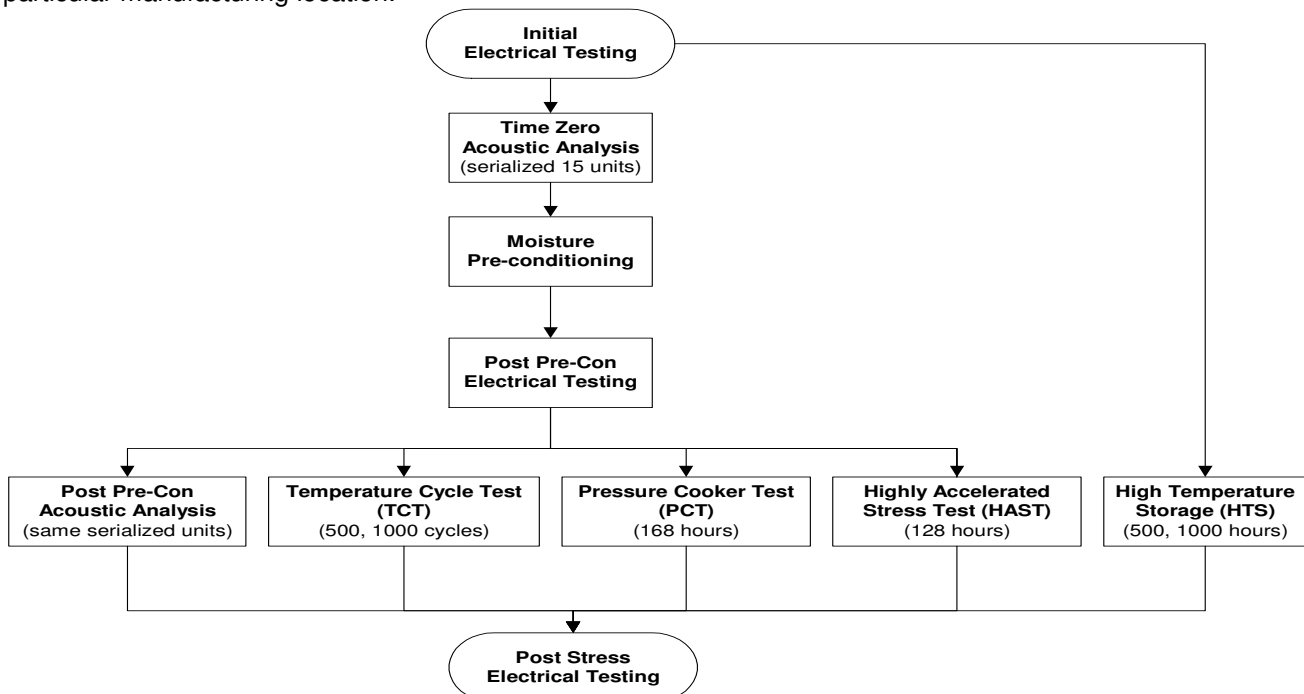 particular manufacturing location.
Initial
Electrical Testing
Time Zero
Acoustic Analysis
(serialized 15 units)
Moisture
Pre-conditioning
Post Pre-Con
Electrical Testing
Post Pre-Con
Acoustic Analysis
(same serialized units)
Temperature Cycle Test
(TCT)
(500, 1000 cycles)
Pressure Cooker Test
(PCT)
(168 hours)
Highly Accelerated
Stress Test (HAST)
(128 hours)
High Temperature
Storage (HTS)
(500, 1000 hours)
Post Stress
Electrical Testing